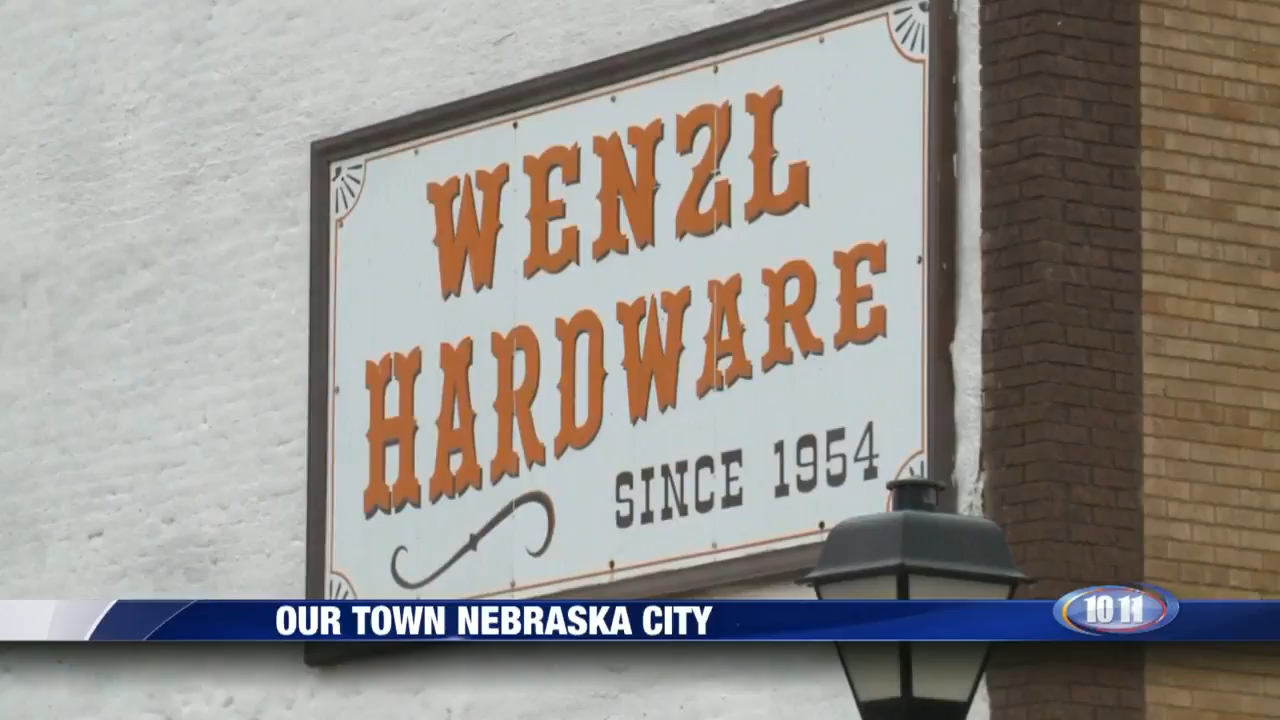 WENZL
HARDWARE
SINCE 1954
OUR TOWN NEBRASKA CITY
10 11